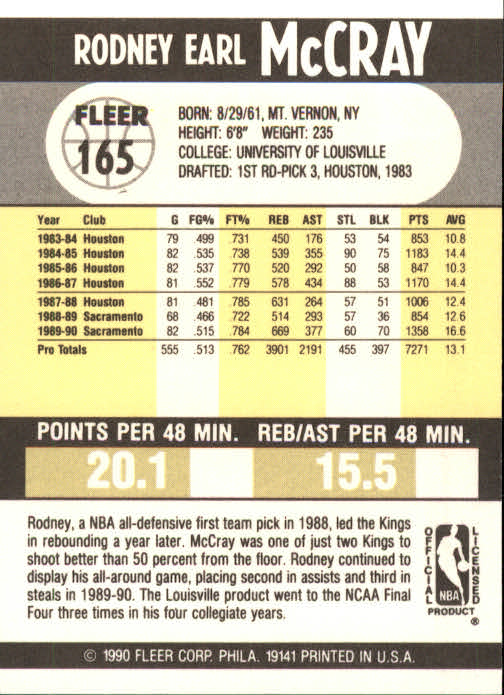 RODNEY EARL McCRAY
FLEER
165
BORN: 8/29/61, MT. VERNON, NY
HEIGHT: 6'8" WEIGHT: 235
COLLEGE: UNIVERSITY OF LOUISVILLE
DRAFTED: 1ST RD-PICK 3, HOUSTON, 1983
Year Club G FG% FT% REB AST STL BLK PTS AVG
1983-84 Houston 79 .499 .731 450 176 53 54 853 10.8
1984-85 Houston 82 .535 .738 539 355 90 75 1183 14.4
1985-86 Houston 82 .537 .770 520 292 50 58 847 10.3
1986-87 Houston 81 .552 .779 578 434 88 53 1170 14.4
1987-88 Houston 81 .481 .785 631 264 57 51 1006 12.4
1988-89 Sacramento 68 .466 .722 514 293 57 36 854 12.6
1989-90 Sacramento 82 .515 .784 669 377 60 70 1358 16.6
Pro Totals 555 .513 .762 3901 2191 455 397 7271 13.1
POINTS PER 48 MIN. REB/AST PER 48 MIN.
20.1 15.5
Rodney, a NBA all-defensive first team pick in 1988, led the Kings
in rebounding a year later. McCray was one of just two Kings to
shoot better than 50 percent from the floor. Rodney continued to
display his all-around game, placing second in assists and third in
steals in 1989-90. The Louisville product went to the NCAA Final
Four three times in his four collegiate years.
OFFICIAL
LICENSED
NBA
PRODUCT ®
© 1990 FLEER CORP. PHILA. 19141 PRINTED IN U.S.A.